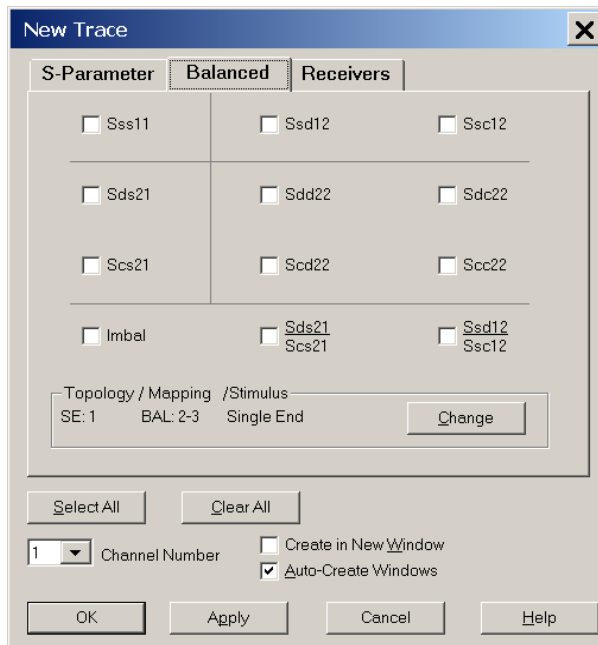 New Trace
S-Parameter Balanced Receivers
Sss11 Ssd12 Ssc12
Sds21 Sdd22 Sdc22
Scs21 Scd22 Scc22
Imbal Sds21 Ssd12
Scs21 Ssc12
Topology / Mapping /Stimulus
SE: 1 BAL: 2-3 Single End Change
Select All Clear All
1 Channel Number
Create in New Window
Auto-Create Windows
OK Apply Cancel Help